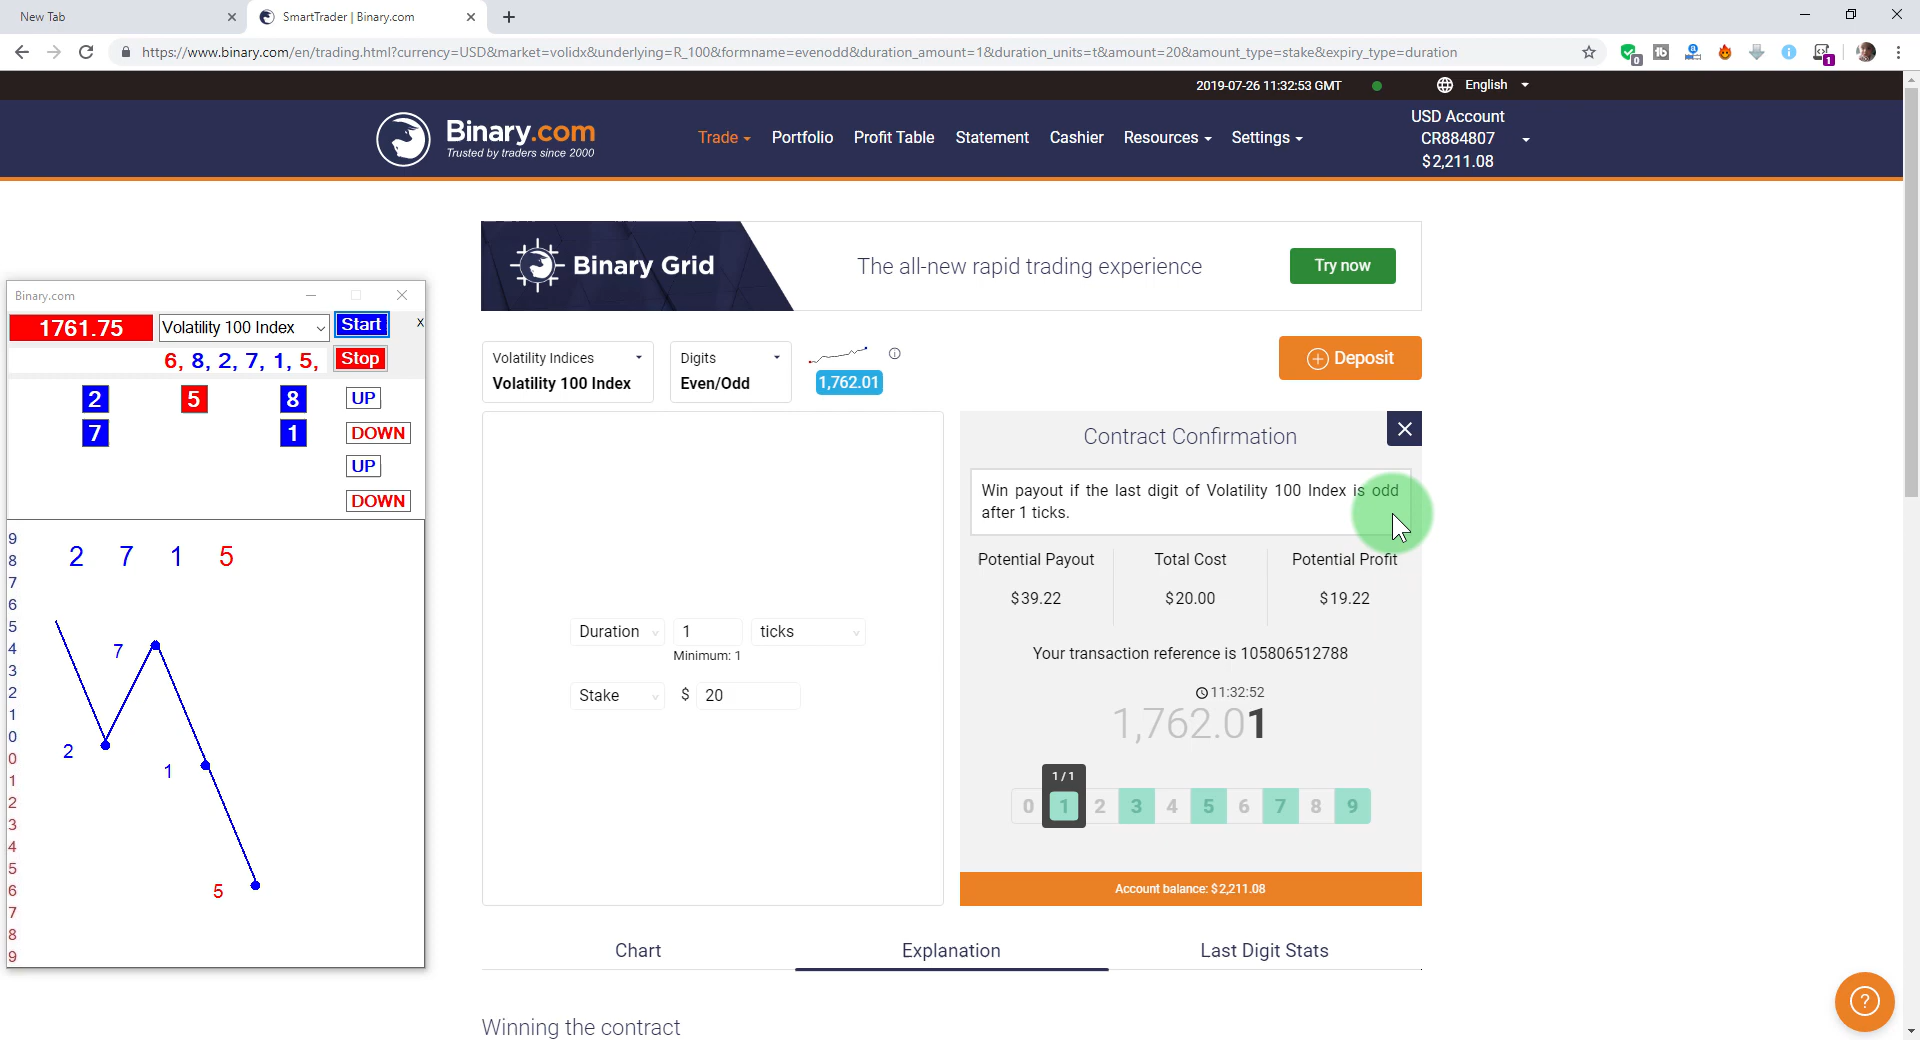 New Tab
SmartTrader | Binary.com
https://www.binary.com/en/trading.html?currency=USD&market=volidx&underlying=R_100&formname=evenodd&duration_amount=1&duration_units=t&amount=20&amount_type=stake&expiry_type=duration
0
1
2019-07-26 11:32:53 GMT
English
Binary.com
Trusted by traders since 2000
Trade
Portfolio
Profit Table
Statement
Cashier
Resources
Settings
USD Account
CR884807
$2,211.08
Binary Grid
The all-new rapid trading experience
Try now
Binary.com
1761.75
Volatility 100 Index
Start
X
6, 8, 2, 7, 1, 5,
Stop
2 5 8 UP
7 1 DOWN
UP
DOWN
9
8
7
6
5
4
3
2
1
0
0
1
2
3
4
5
6
7
8
9
2 7 1 5
7
2
1
5
Volatility Indices
Volatility 100 Index
Digits
Even/Odd
1,762.01
Deposit
Duration 1 ticks
Minimum: 1
Stake $ 20
Contract Confirmation
Win payout if the last digit of Volatility 100 Index is odd
after 1 ticks.
Potential Payout Total Cost Potential Profit
$39.22 $20.00 $19.22
Your transaction reference is 105806512788
11:32:52
1,762.01
1/1
0 1 2 3 4 5 6 7 8 9
Account balance: $2,211.08
Chart
Explanation
Last Digit Stats
Winning the contract
?